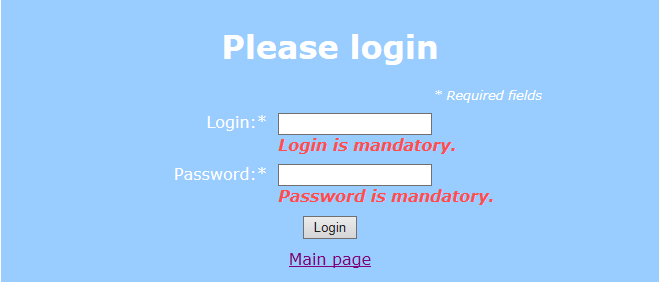 Please login
* Required fields
Login:*
Login is mandatory.
Password:*
Password is mandatory.
Login
Main page